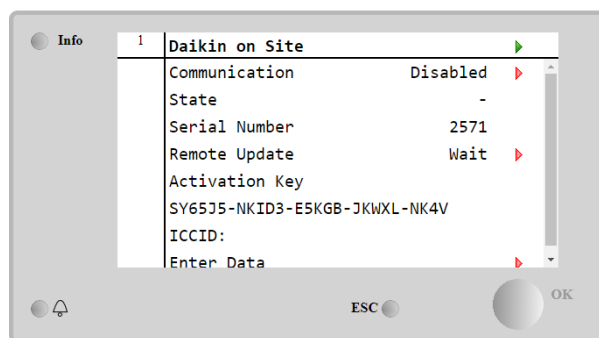 Info
1 Daikin on Site
Communication Disabled
State -
Serial Number 2571
Remote Update Wait
Activation Key
SY65J5-NKID3-E5KGB-JKWXL-NK4V
ICCID:
Enter Data
ESC
OK